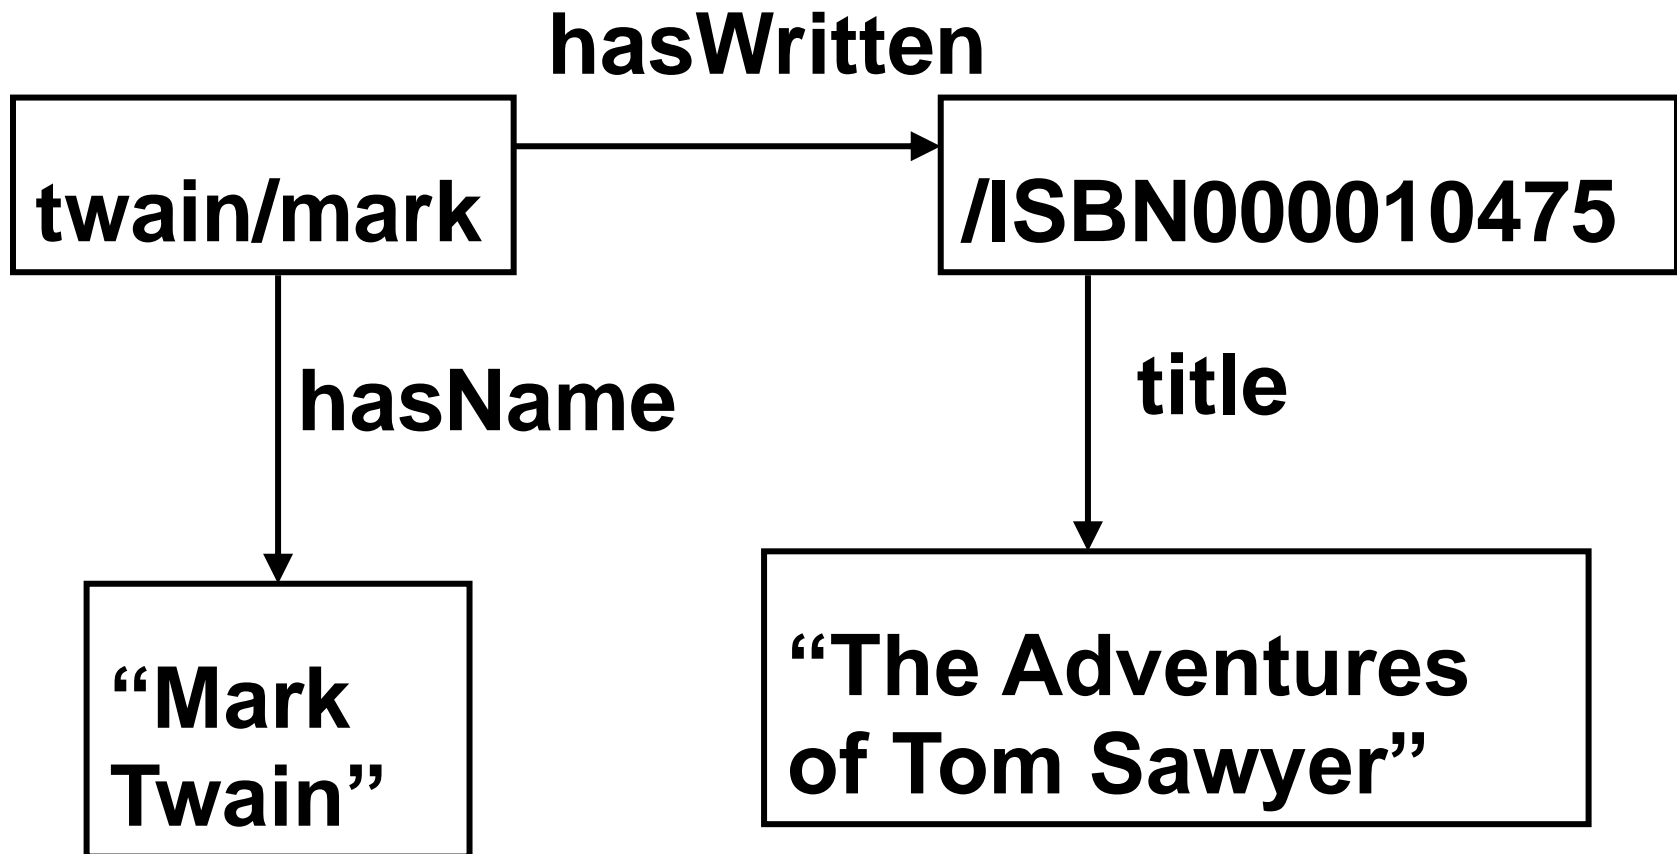 hasWritten
twain/mark
/ISBN000010475
hasName
title
“Mark
Twain”
“The Adventures
of Tom Sawyer”